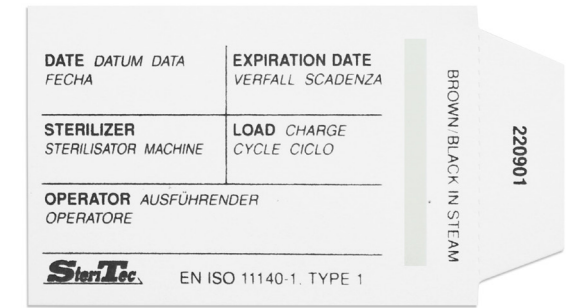 DATE DATUM DATA
FECHA
EXPIRATION DATE
VERFALL SCADENZA
STERILIZER
STERILISATOR MACHINE
LOAD CHARGE
CYCLE CICLO
OPERATOR AUSFÜHRENDER
OPERATORE
SteriTec
EN ISO 11140-1. TYPE 1
BROWN/BLACK IN STEAM
220901